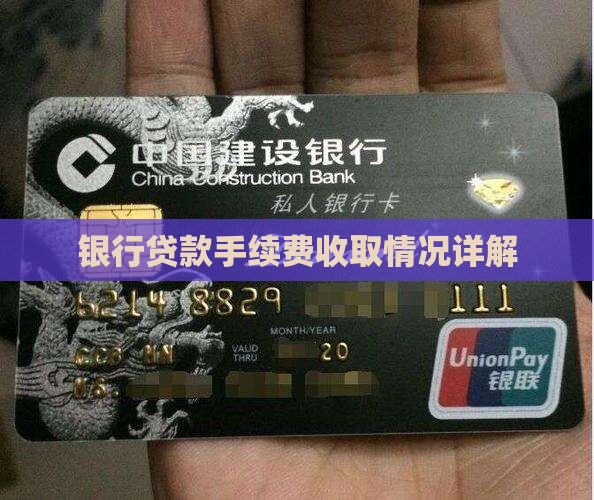 中国建设银行
China Construction Bank
私人银行卡
银行贷款手续费收取情况详解
6214 8829 111
MONTH/YEAR
VALID THRU 20
MS.
UnionPay
银联